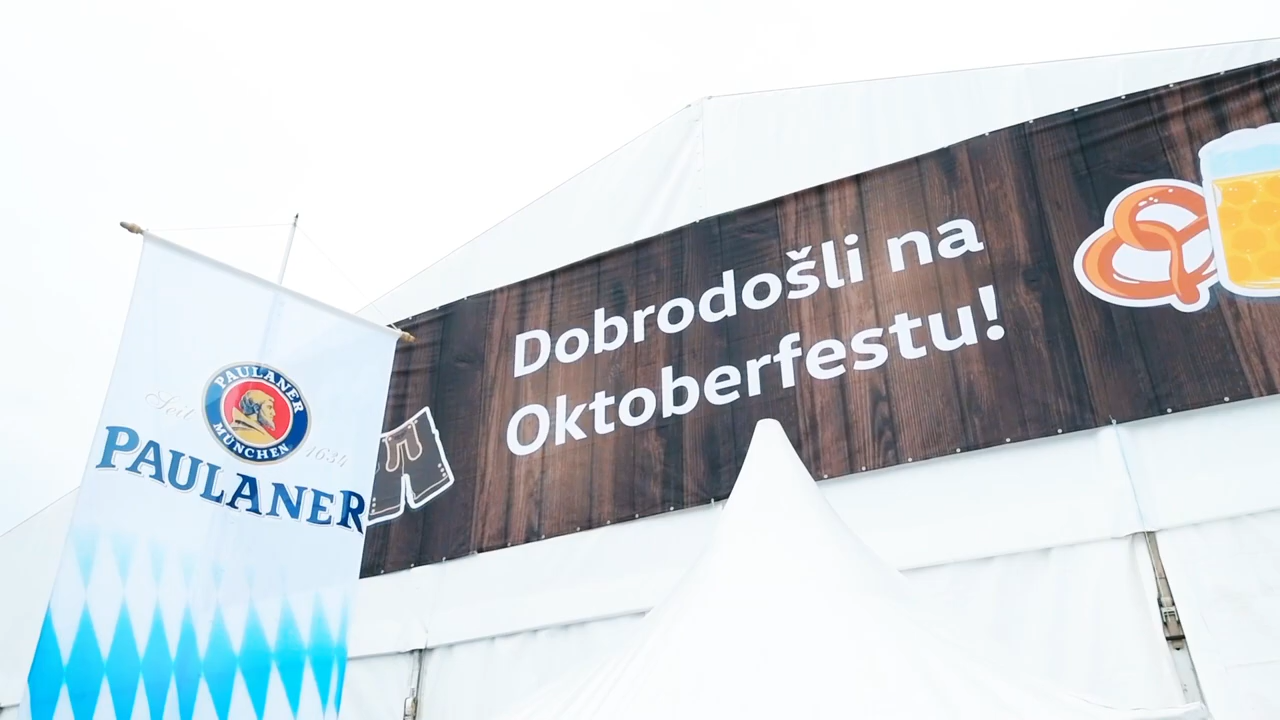 PAULANER
MÜNCHEN
Seit 1634
PAULANER
Dobrodošli na
Oktoberfestu!